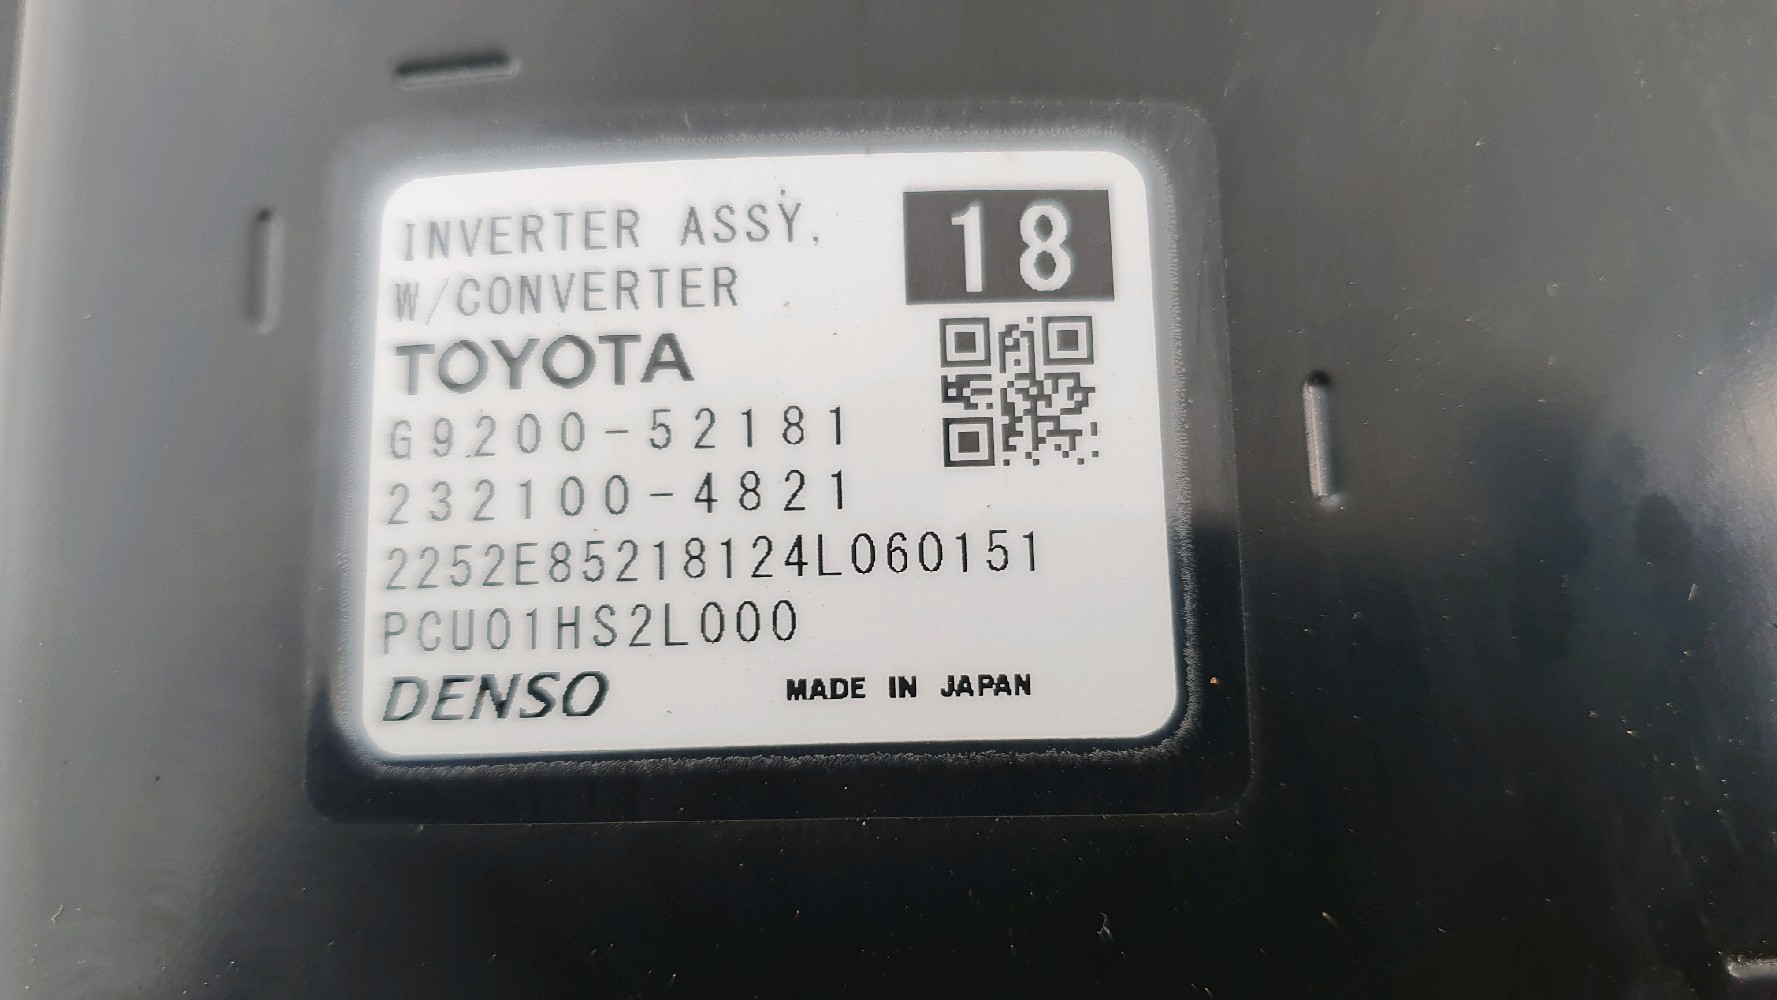 INVERTER ASSY,
W/CONVERTER
18
TOYOTA
G9200-52181
232100-4821
2252E85218124L060151
PCU01HS2L000
DENSO
MADE IN JAPAN